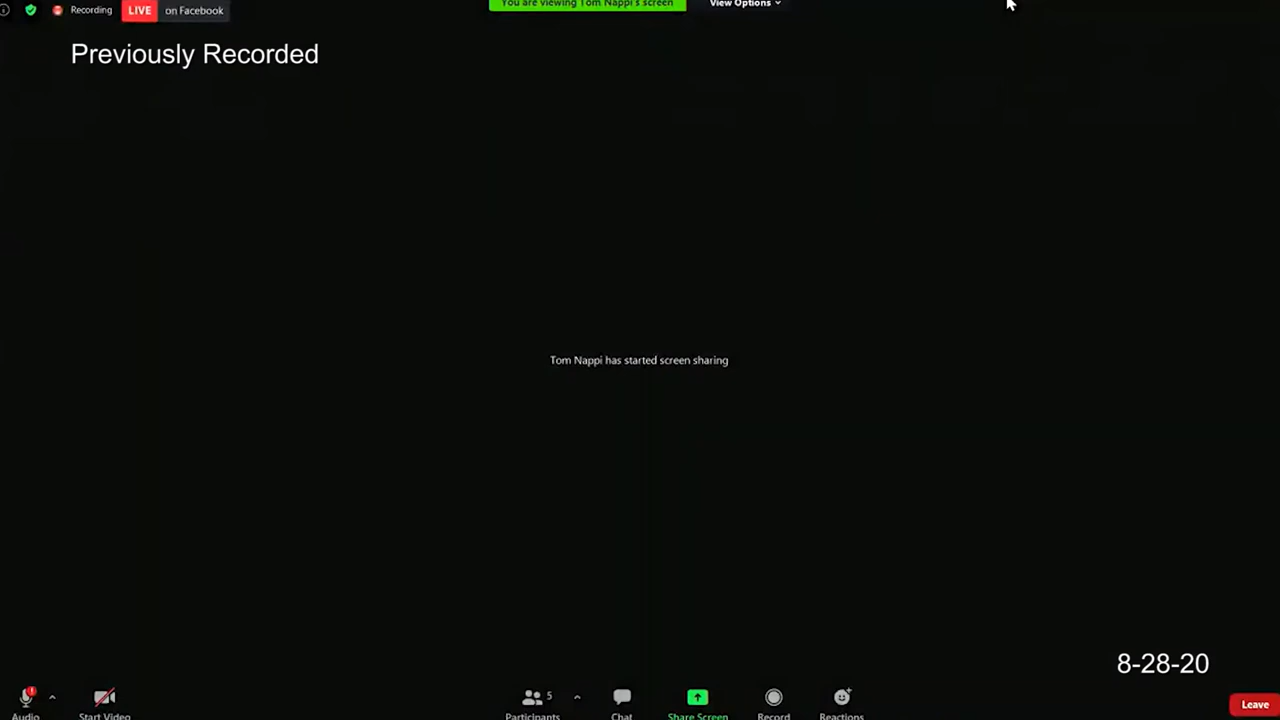 Recording LIVE on Facebook
You are viewing Tom Nappi's screen View Options
Previously Recorded
Tom Nappi has started screen sharing
8-28-20
5
Audio Start Video Participants Chat Share Screen Record Reactions Leave